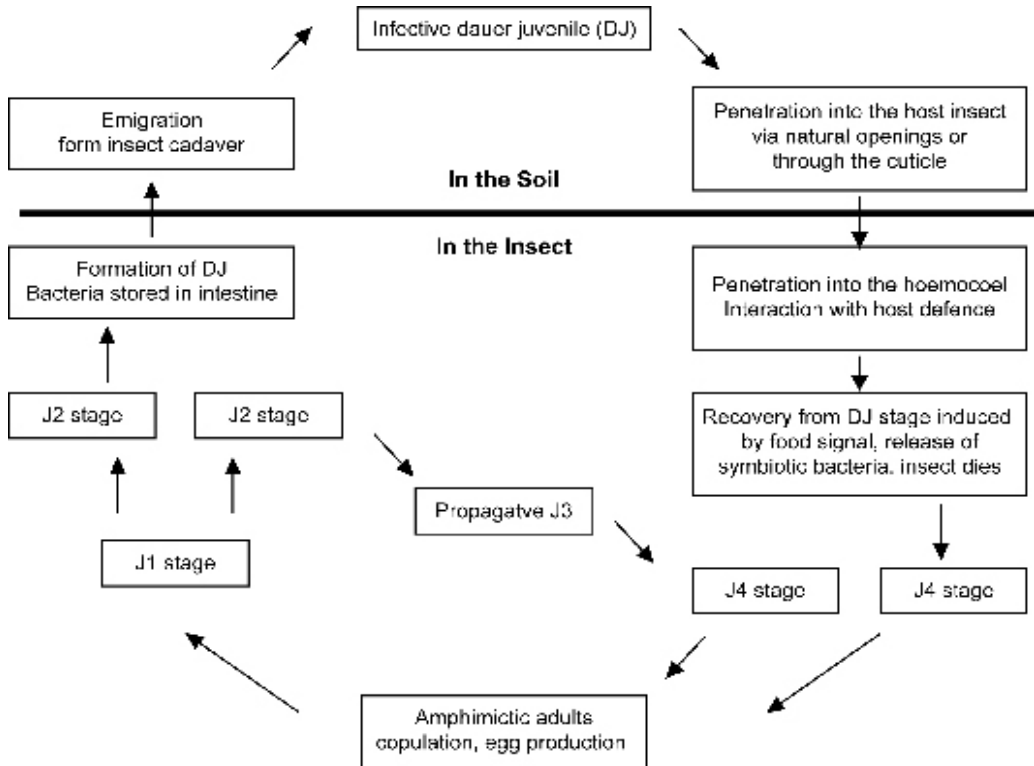 Infective dauer juvenile (DJ)
Emigration
form insect cadaver
Penetration into the host insect
via natural openings or
through the cuticle
In the Soil
In the Insect
Formation of DJ
Bacteria stored in intestine
Penetration into the hoemocoel
Interaction with host defence
J2 stage
J2 stage
Recovery from DJ stage induced
by food signal, release of
symbiotic bacteria. insect dies
Propagatve J3
J1 stage
J4 stage
J4 stage
Amphimictic adults
copulation, egg production